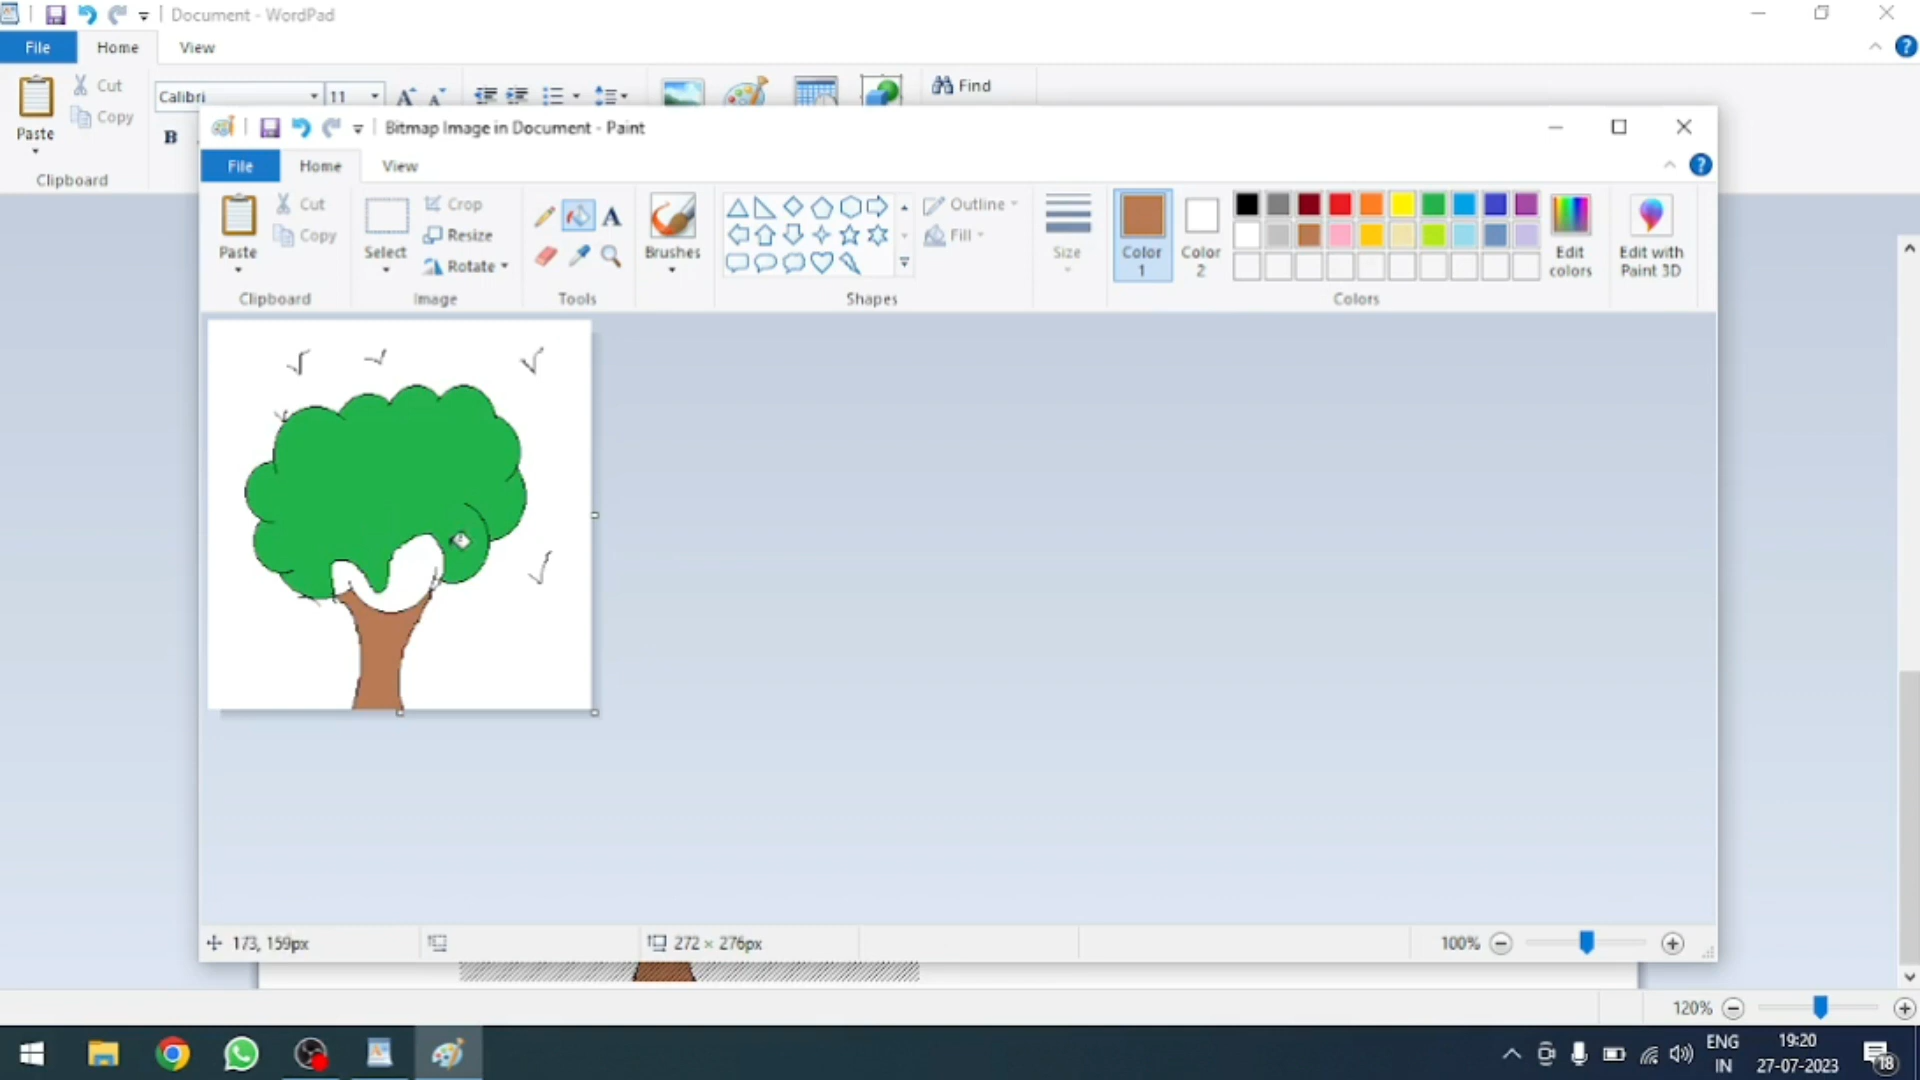 Document - WordPad
File Home View
Cut
Copy
Paste
Clipboard
Calibri 11
A A
B
Find
Bitmap Image in Document - Paint
File Home View
Paste
Cut
Copy
Clipboard
Select
Crop
Resize
Rotate
Image
A
Tools
Brushes
Shapes
Outline
Fill
Size
Color
1
Color
2
Edit
colors
Colors
Edit with
Paint 3D
173, 159px
272 × 276px
100%
120%
ENG
IN
19:20
27-07-2023
18